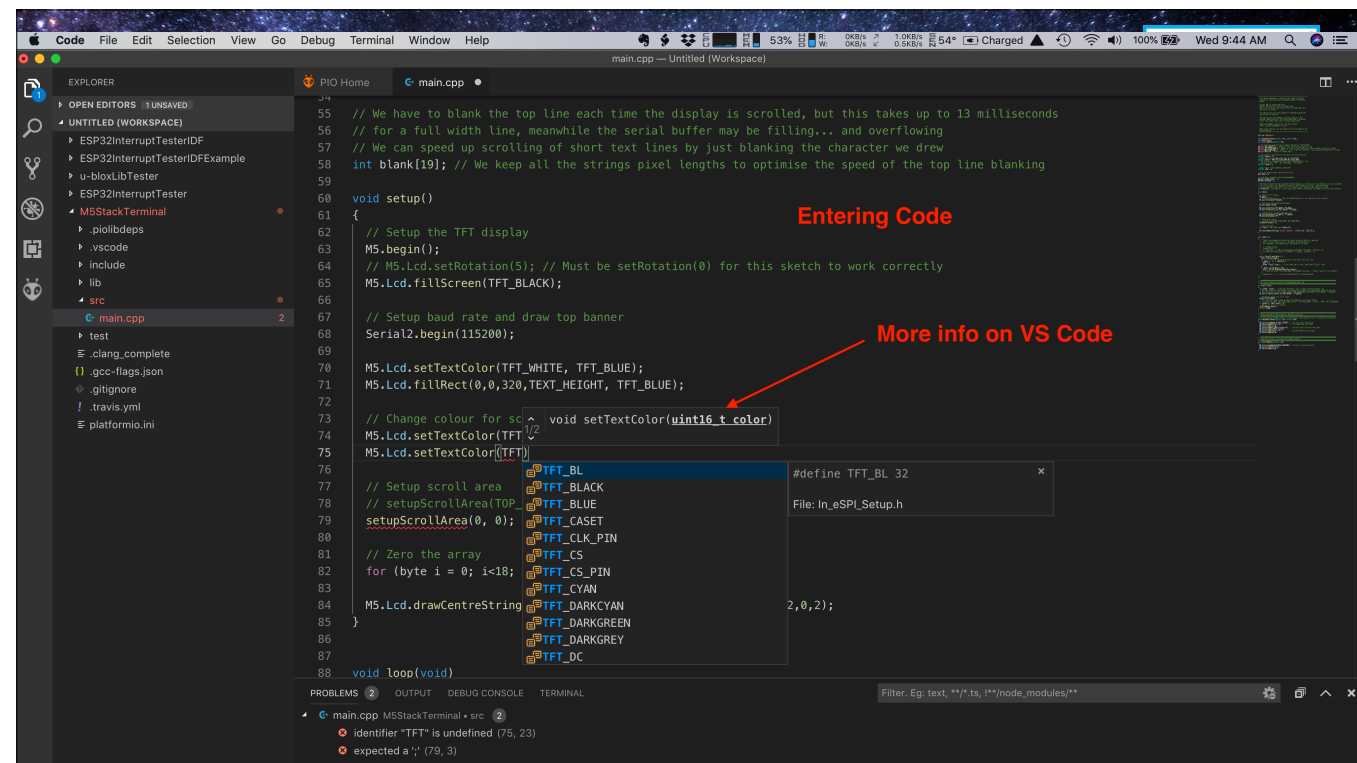 Code File Edit Selection View Go Debug Terminal Window Help 53% R: W: 0KB/s 0KB/s 1.0KB/s 0.5KB/s 54° Charged 100% Wed 9:44 AM
main.cpp — Untitled (Workspace)
EXPLORER
OPEN EDITORS 1 UNSAVED
UNTITLED (WORKSPACE)
ESP32InterruptTesterIDF
ESP32InterruptTesterIDFExample
u-bloxLibTester
ESP32InterruptTester
M5StackTerminal
.piolibdeps
.vscode
include
lib
src
main.cpp 2
test
.clang_complete
.gcc-flags.json
.gitignore
.travis.yml
platformio.ini
PIO Home main.cpp
54
55 // We have to blank the top line each time the display is scrolled, but this takes up to 13 milliseconds
56 // for a full width line, meanwhile the serial buffer may be filling... and overflowing
57 // We can speed up scrolling of short text lines by just blanking the character we drew
58 int blank[19]; // We keep all the strings pixel lengths to optimise the speed of the top line blanking
59
60 void setup()
61 {
62 // Setup the TFT display
63 M5.begin();
64 // M5.Lcd.setRotation(5); // Must be setRotation(0) for this sketch to work correctly
65 M5.Lcd.fillScreen(TFT_BLACK);
66
67 // Setup baud rate and draw top banner
68 Serial2.begin(115200);
69
70 M5.Lcd.setTextColor(TFT_WHITE, TFT_BLUE);
71 M5.Lcd.fillRect(0,0,320,TEXT_HEIGHT, TFT_BLUE);
72
73 // Change colour for sc
74 M5.Lcd.setTextColor(TFT
75 M5.Lcd.setTextColor(TFT)
76
77 // Setup scroll area
78 // setupScrollArea(TOP_
79 setupScrollArea(0, 0);
80
81 // Zero the array
82 for (byte i = 0; i<18;
83
84 M5.Lcd.drawCentreString 2,0,2);
85 }
86
87
88 void loop(void)
Entering Code
More info on VS Code
1/2 void setTextColor(uint16_t color)
TFT_BL
TFT_BLACK
TFT_BLUE
TFT_CASET
TFT_CLK_PIN
TFT_CS
TFT_CS_PIN
TFT_CYAN
TFT_DARKCYAN
TFT_DARKGREEN
TFT_DARKGREY
TFT_DC
#define TFT_BL 32 ×
File: In_eSPI_Setup.h
PROBLEMS 2 OUTPUT DEBUG CONSOLE TERMINAL Filter. Eg: text, **/*.ts, !**/node_modules/**
main.cpp M5StackTerminal • src 2
identifier "TFT" is undefined (75, 23)
expected a ';' (79, 3)